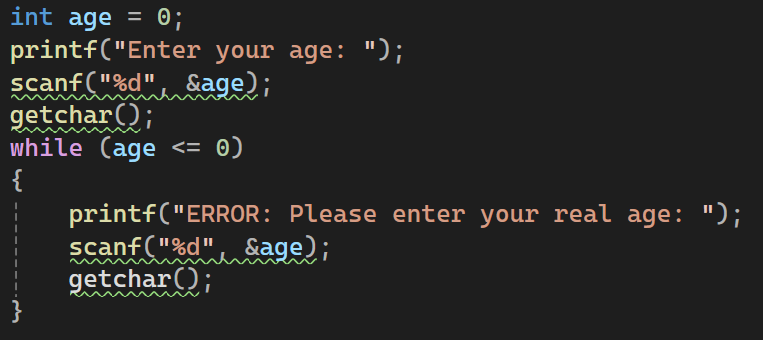 int age = 0;
printf("Enter your age: ");
scanf("%d", &age);
getchar();
while (age <= 0)
{
    printf("ERROR: Please enter your real age: ");
    scanf("%d", &age);
    getchar();
}